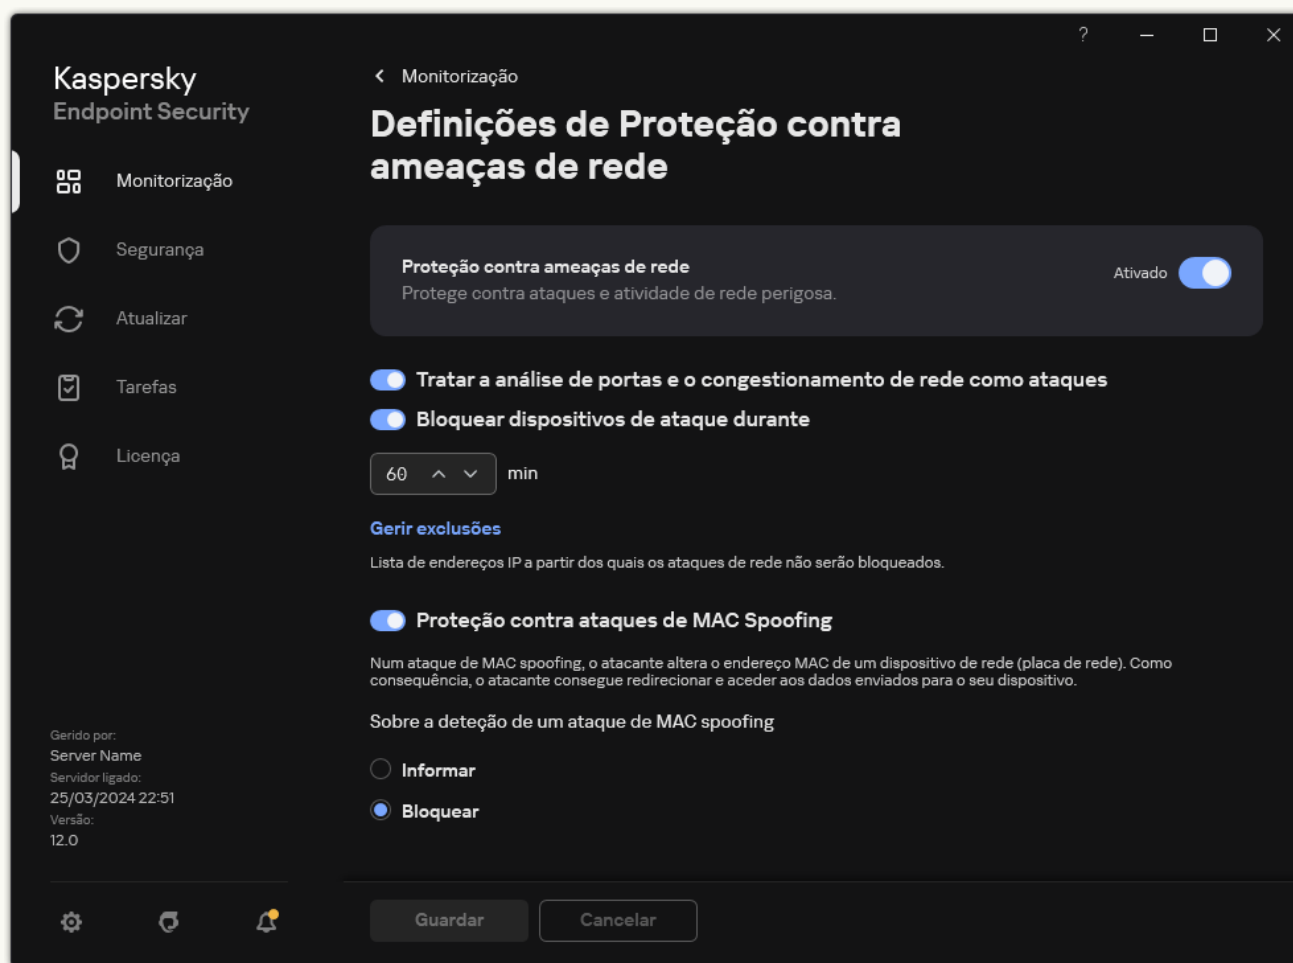 ?
Kaspersky
Endpoint Security
Monitorização
Segurança
Atualizar
Tarefas
Licença
Gerido por:
Server Name
Servidor ligado:
25/03/2024 22:51
Versão:
12.0
Monitorização
Definições de Proteção contra
ameaças de rede
Proteção contra ameaças de rede
Protege contra ataques e atividade de rede perigosa.
Ativado
Tratar a análise de portas e o congestionamento de rede como ataques
Bloquear dispositivos de ataque durante
60 min
Gerir exclusões
Lista de endereços IP a partir dos quais os ataques de rede não serão bloqueados.
Proteção contra ataques de MAC Spoofing
Num ataque de MAC spoofing, o atacante altera o endereço MAC de um dispositivo de rede (placa de rede). Como
consequência, o atacante consegue redirecionar e aceder aos dados enviados para o seu dispositivo.
Sobre a deteção de um ataque de MAC spoofing
Informar
Bloquear
Guardar Cancelar